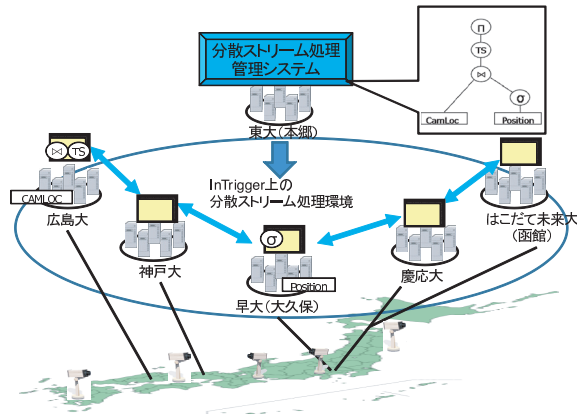 分散ストリーム処理
管理システム
Π
TS
⋈
σ
CamLoc
Position
東大(本郷)
⋈ TS
CAMLOC
広島大
InTrigger上の
分散ストリーム処理環境
神戸大
σ
Position
早大(大久保)
慶応大
はこだて未来大
(函館)